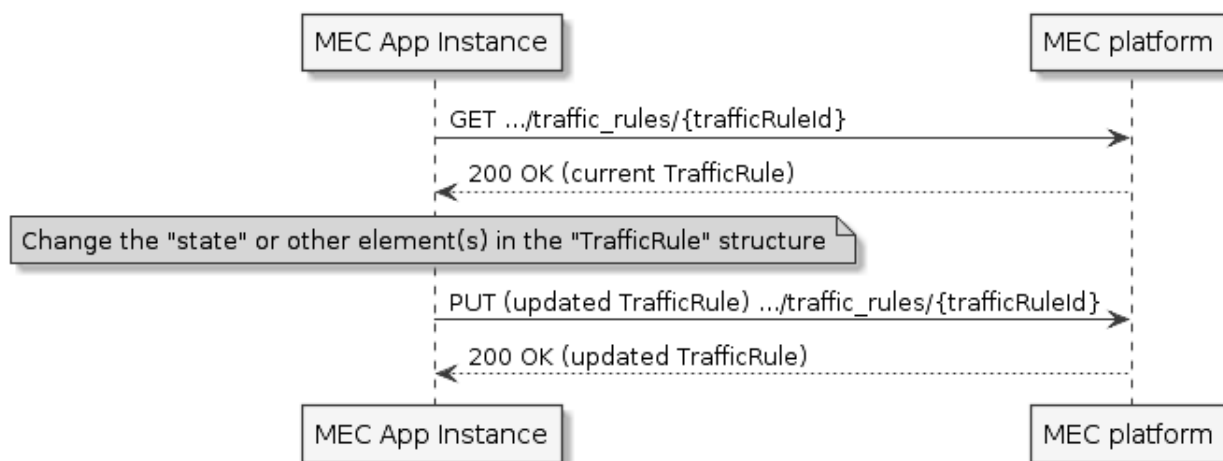 MEC App Instance
MEC platform
GET .../traffic_rules/{trafficRuleId}
200 OK (current TrafficRule)
Change the "state" or other element(s) in the "TrafficRule" structure
PUT (updated TrafficRule) .../traffic_rules/{trafficRuleId}
200 OK (updated TrafficRule)
MEC App Instance
MEC platform